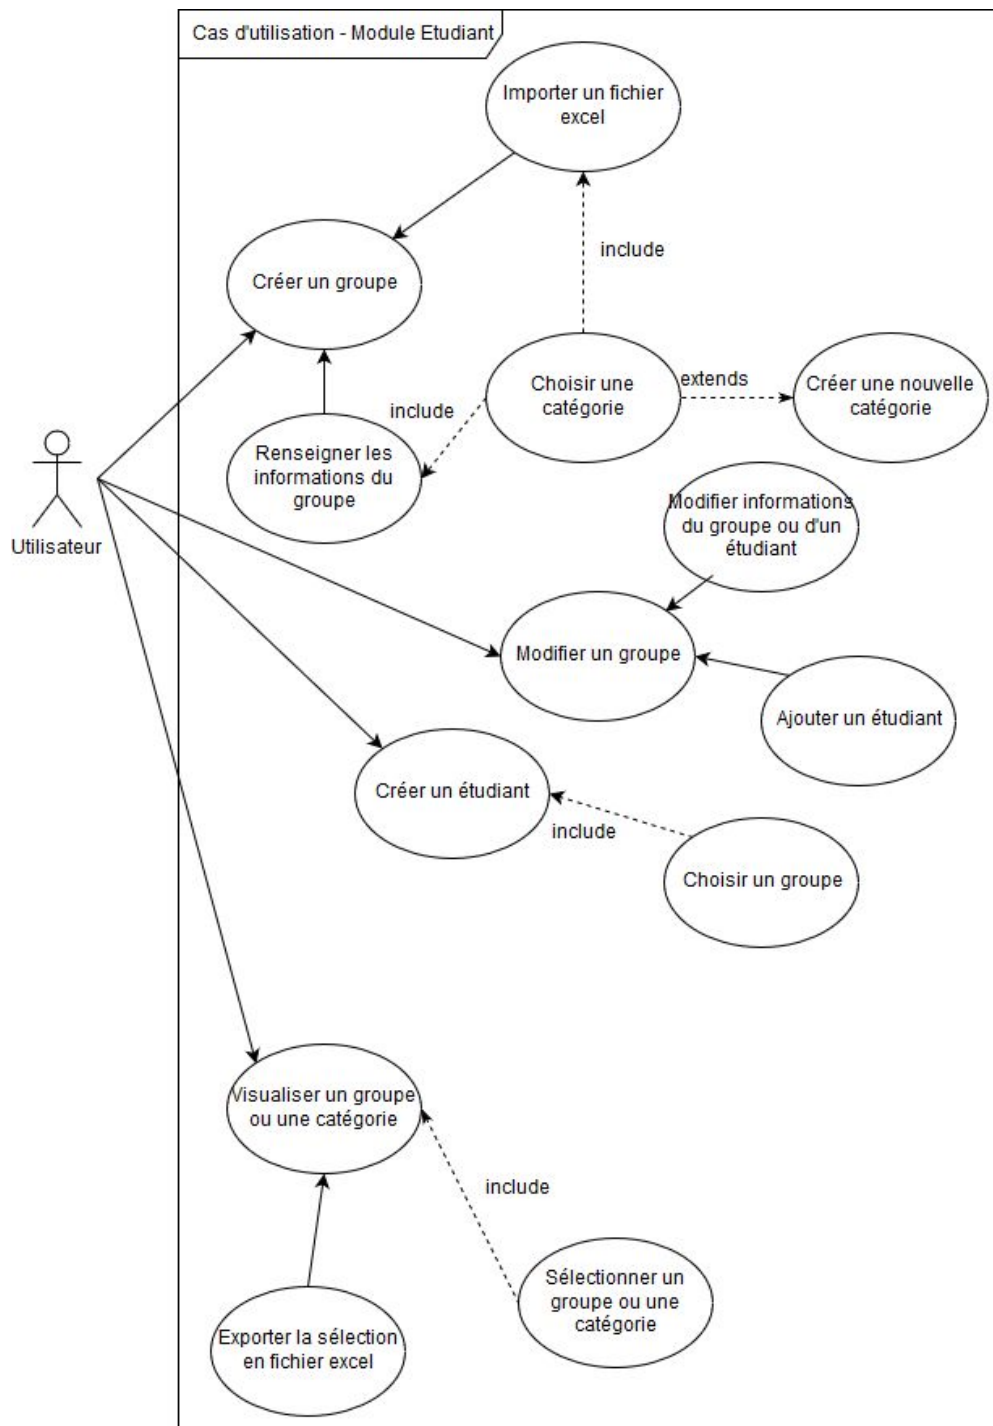 Cas d'utilisation - Module Etudiant
Importer un fichier
excel
include
Créer un groupe
Choisir une
catégorie
extends
Créer une nouvelle
catégorie
include
Renseigner les
informations du
groupe
Utilisateur
Modifier informations
du groupe ou d'un
étudiant
Modifier un groupe
Ajouter un étudiant
Créer un étudiant
include
Choisir un groupe
Visualiser un groupe
ou une catégorie
include
Sélectionner un
groupe ou une
catégorie
Exporter la sélection
en fichier excel